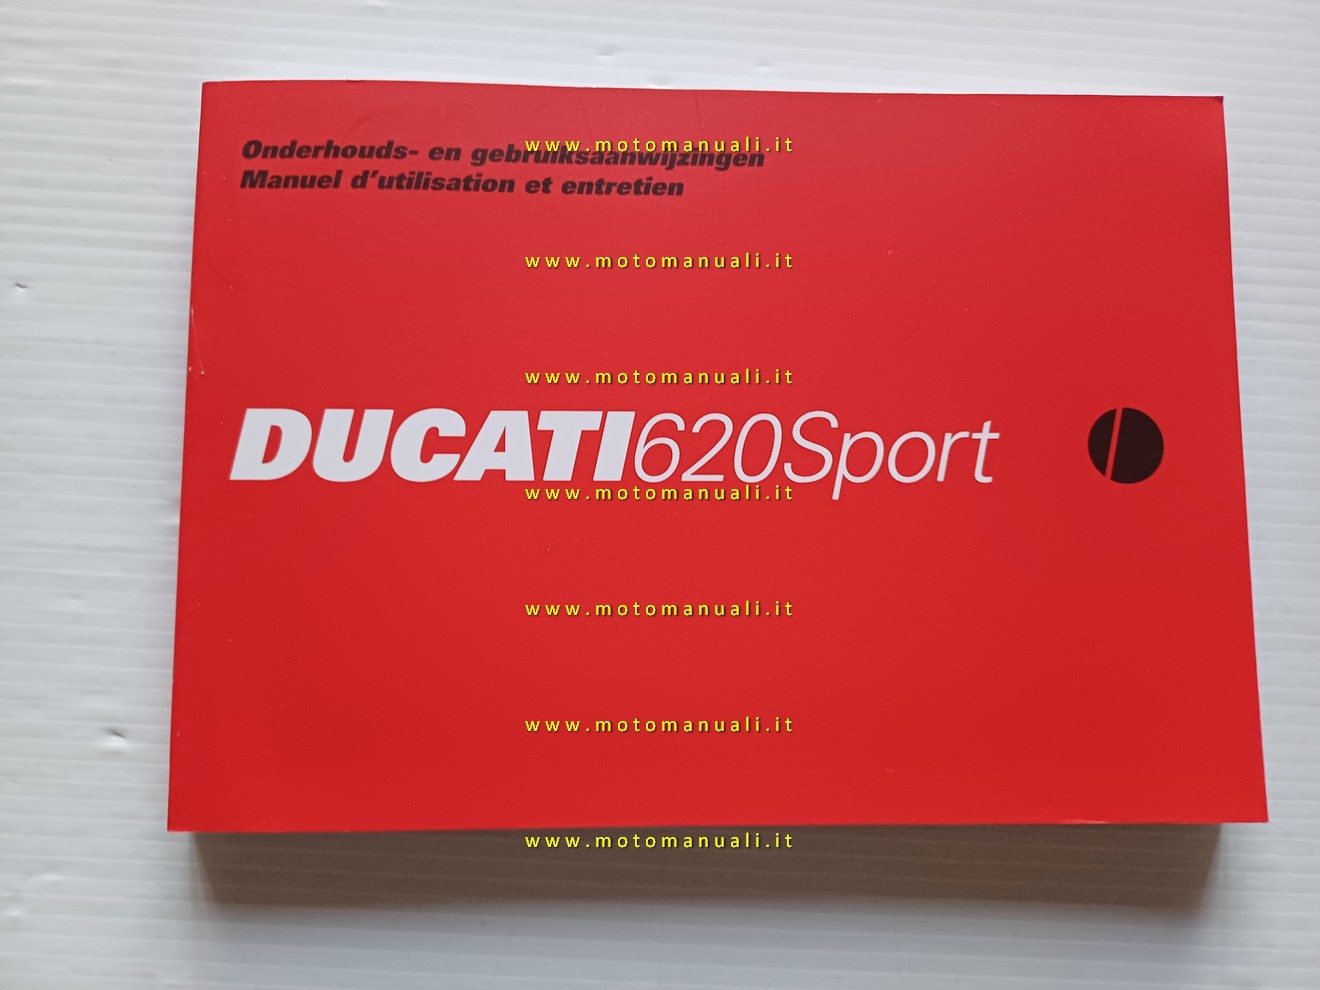 Onderhouds- en gebruiksaanwijzingen
www.motomanuali.it
Manuel d'utilisation et entretien
www.motomanuali.it
www.motomanuali.it
DUCATI620Sport
www.motomanuali.it
www.motomanuali.it
www.motomanuali.it
www.motomanuali.it